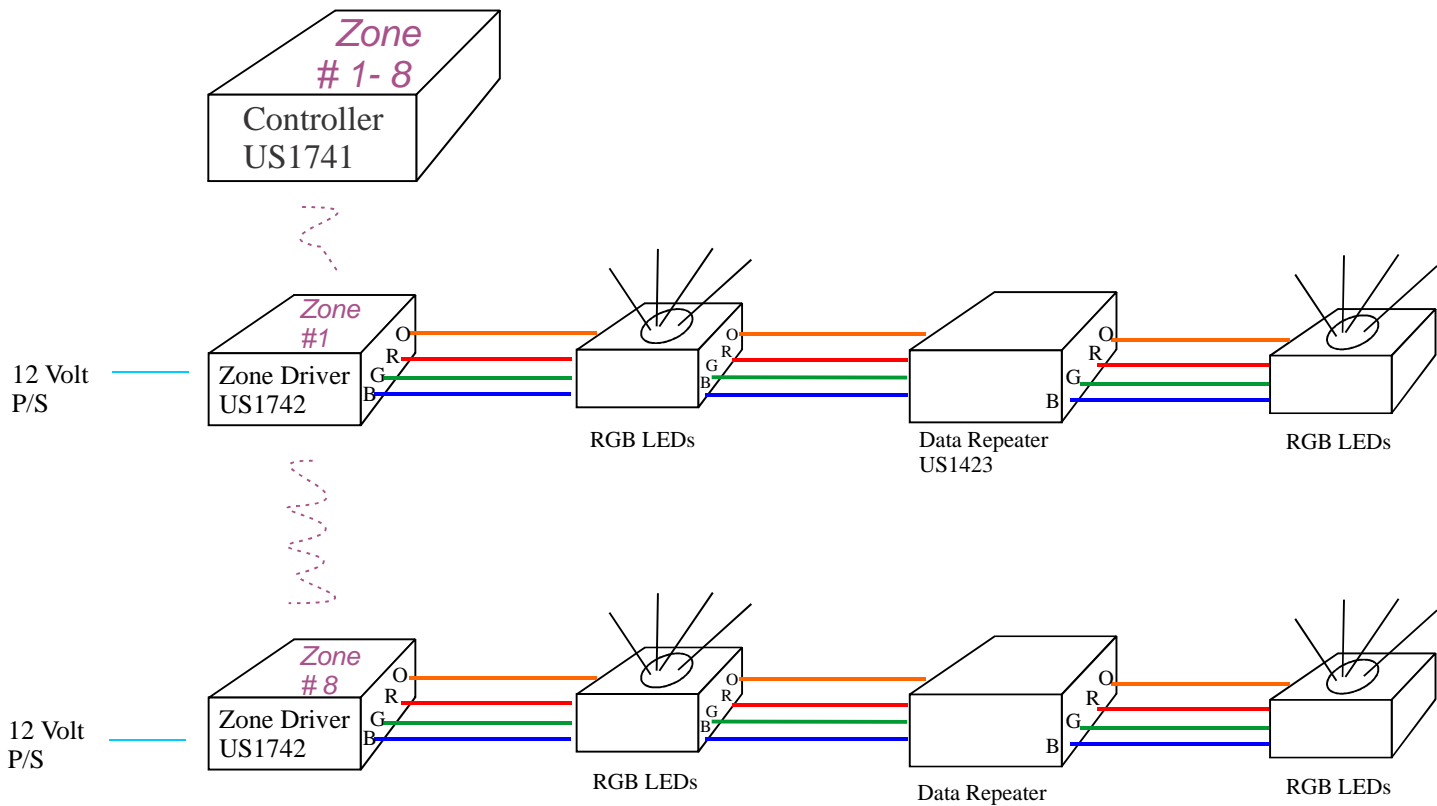 Zone
# 1- 8
Controller
US1741
Zone
#1
O
R
G
B
Zone Driver
US1742
12 Volt
P/S
O
R
G
B
RGB LEDs
O
R
G
B
Data Repeater
US1423
RGB LEDs
Zone
# 8
O
R
G
B
Zone Driver
US1742
12 Volt
P/S
O
R
G
B
RGB LEDs
O
R
G
B
Data Repeater
RGB LEDs